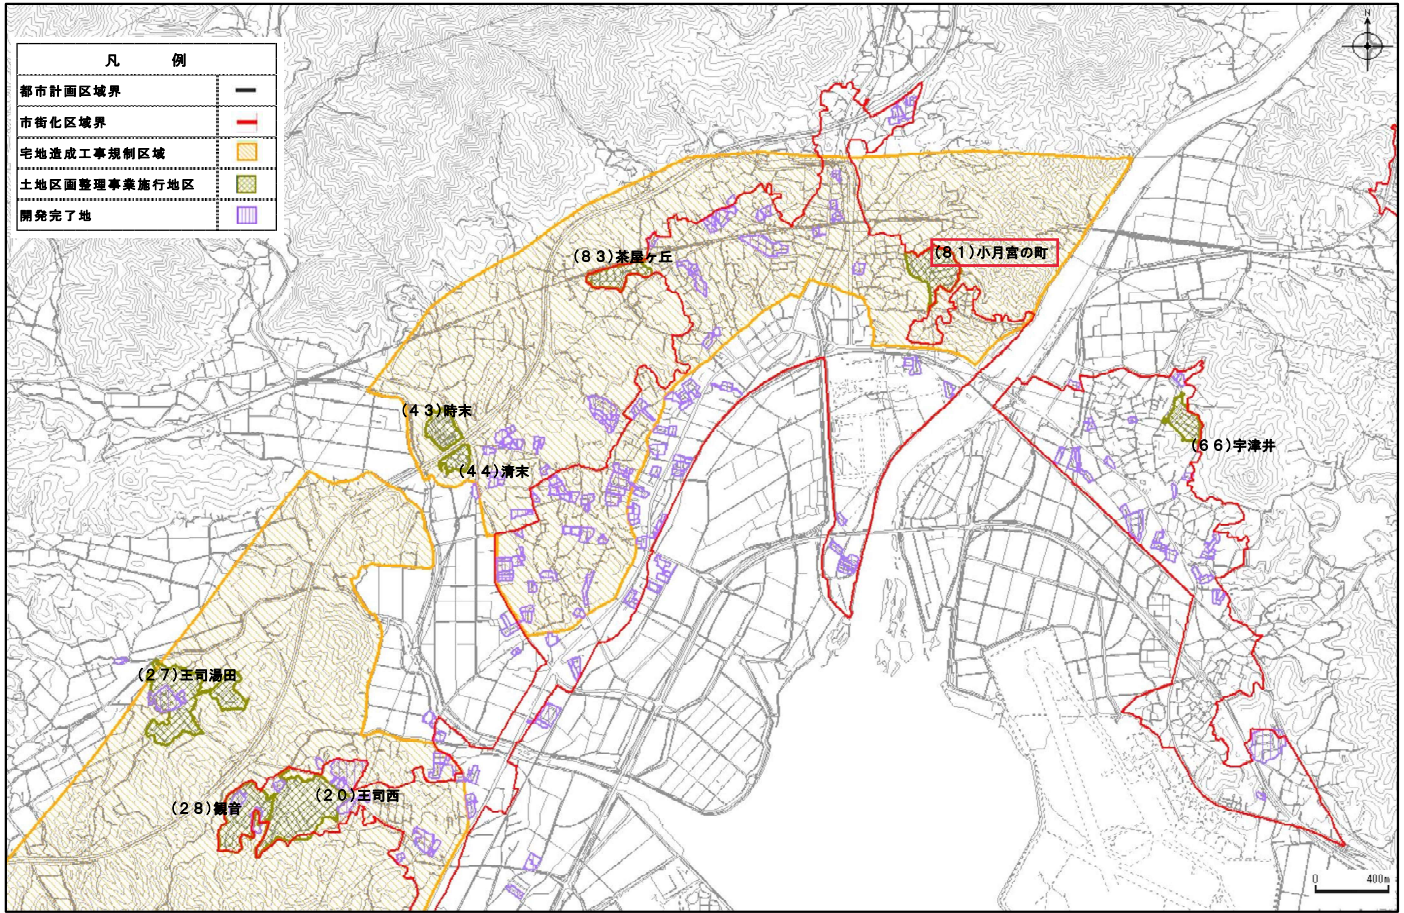 凡例
都市計画区域界
市街化区域界
宅地造成工事規制区域
土地区画整理事業施行地区
開発完了地
N
(81)小月宮の町
(83)茶屋ヶ丘
(43)時末
(44)清末
(66)宇津井
(27)王司湯田
(20)王司西
(28)観音
0 400m